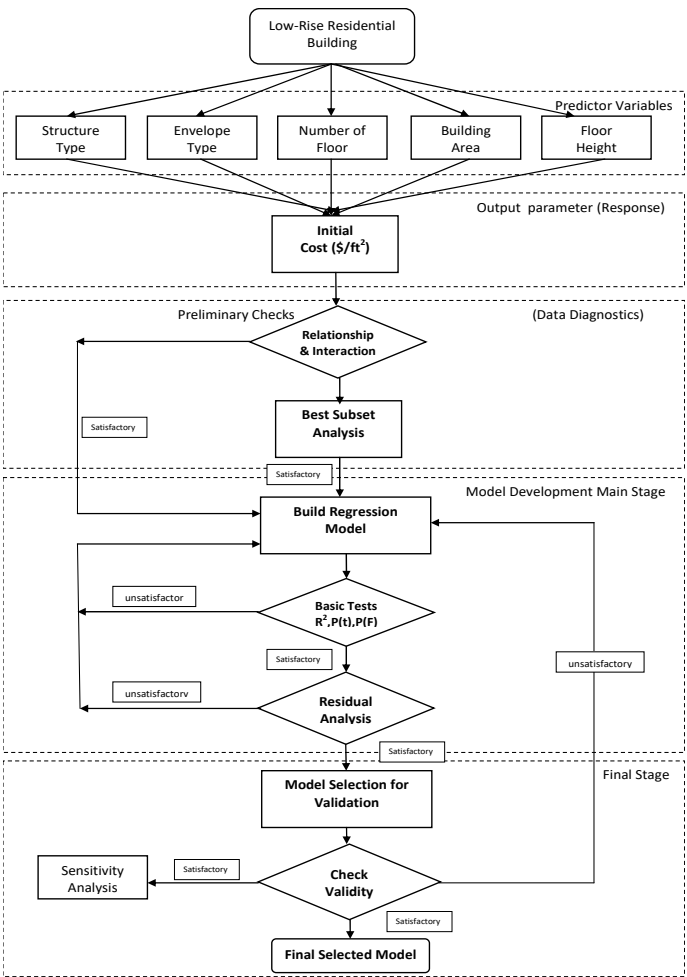 Low-Rise Residential
Building
Predictor Variables
Structure
Type
Envelope
Type
Number of
Floor
Building
Area
Floor
Height
Output parameter (Response)
Initial
Cost ($/ft²)
Preliminary Checks
(Data Diagnostics)
Relationship
& Interaction
Satisfactory
Best Subset
Analysis
Satisfactory
Model Development Main Stage
Build Regression
Model
unsatisfactor
Basic Tests
R²,P(t),P(F)
Satisfactory
unsatisfactory
unsatisfactory
Residual
Analysis
Satisfactory
Final Stage
Model Selection for
Validation
Sensitivity
Analysis
Satisfactory
Check
Validity
Satisfactory
Final Selected Model